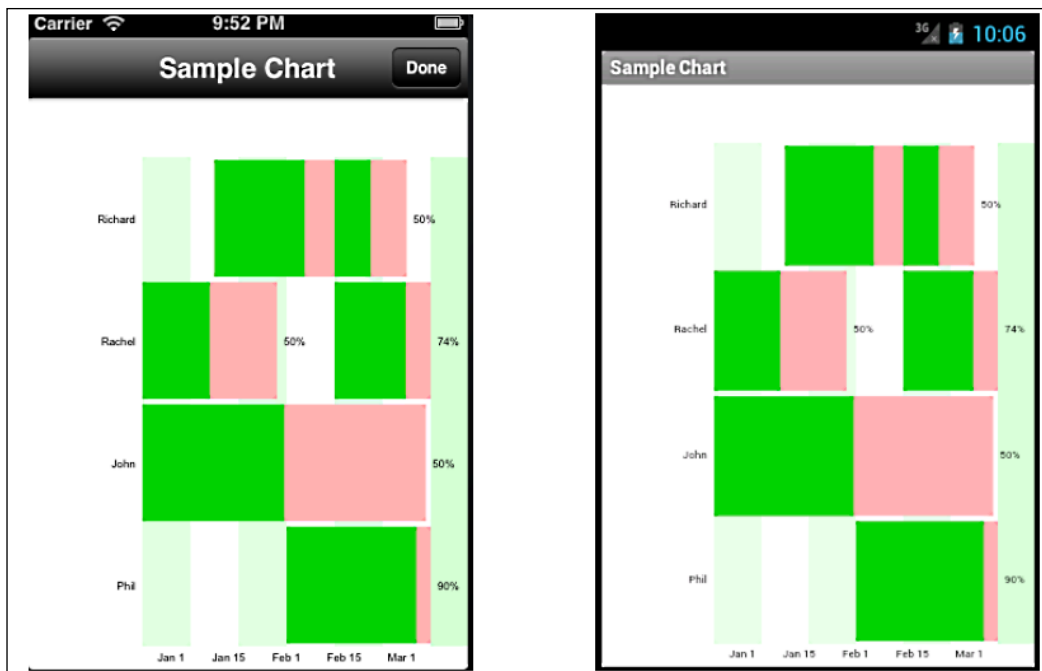 Carrier 9:52 PM
Sample Chart Done
Richard 50%
Rachel 50% 74%
John 50%
Phil 90%
Jan 1 Jan 15 Feb 1 Feb 15 Mar 1
3G 10:06
Sample Chart
Richard 50%
Rachel 50% 74%
John 50%
Phil 90%
Jan 1 Jan 15 Feb 1 Feb 15 Mar 1